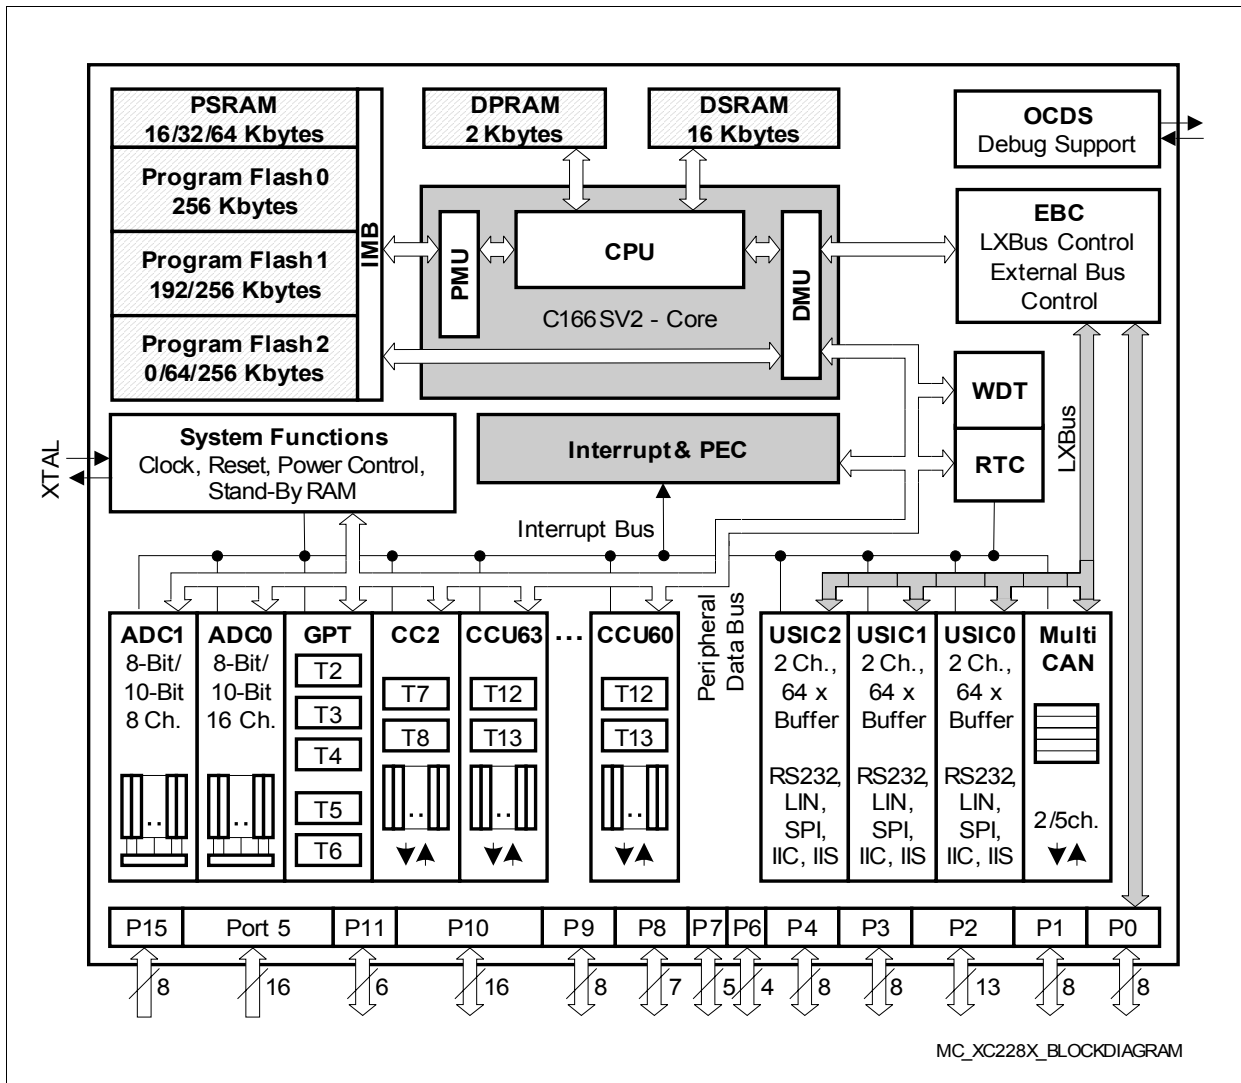 PSRAM
16/32/64 Kbytes
Program Flash 0
256 Kbytes
Program Flash 1
192/256 Kbytes
Program Flash 2
0/64/256 Kbytes
IMB
DPRAM
2 Kbytes
DSRAM
16 Kbytes
OCDS
Debug Support
PMU
CPU
DMU
C166SV2 - Core
EBC
LXBus Control
External Bus
Control
System Functions
Clock, Reset, Power Control,
Stand-By RAM
XTAL
Interrupt & PEC
WDT
RTC
LXBus
Interrupt Bus
ADC1
8-Bit/
10-Bit
8 Ch.
ADC0
8-Bit/
10-Bit
16 Ch.
GPT
T2
T3
T4
T5
T6
CC2
T7
T8
CCU63
T12
T13
...
CCU60
T12
T13
Peripheral
Data Bus
USIC2
2 Ch.,
64 x
Buffer
RS232,
LIN,
SPI,
IIC, IIS
USIC1
2 Ch.,
64 x
Buffer
RS232,
LIN,
SPI,
IIC, IIS
USIC0
2 Ch.,
64 x
Buffer
RS232,
LIN,
SPI,
IIC, IIS
Multi
CAN
2/5ch.
P15 Port 5 P11 P10 P9 P8 P7 P6 P4 P3 P2 P1 P0
8 16 6 16 8 7 5 4 8 8 13 8 8
MC_XC228X_BLOCKDIAGRAM